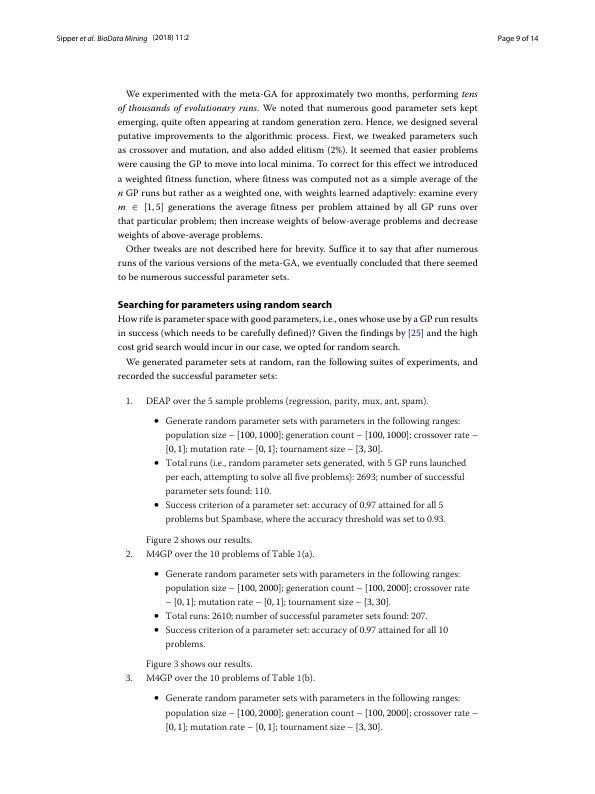 Sipper et al. BioData Mining (2018) 11:2
Page 9 of 14
We experimented with the meta-GA for approximately two months, performing tens
of thousands of evolutionary runs. We noted that numerous good parameter sets kept
emerging, quite often appearing at random generation zero. Hence, we designed several
putative improvements to the algorithmic process. First, we tweaked parameters such
as crossover and mutation, and also added elitism (2%). It seemed that easier problems
were causing the GP to move into local minima. To correct for this effect we introduced
a weighted fitness function, where fitness was computed not as a simple average of the
n GP runs but rather as a weighted one, with weights learned adaptively: examine every
m ∈ [1, 5] generations the average fitness per problem attained by all GP runs over
that particular problem; then increase weights of below-average problems and decrease
weights of above-average problems.
Other tweaks are not described here for brevity. Suffice it to say that after numerous
runs of the various versions of the meta-GA, we eventually concluded that there seemed
to be numerous successful parameter sets.
Searching for parameters using random search
How rife is parameter space with good parameters, i.e., ones whose use by a GP run results
in success (which needs to be carefully defined)? Given the findings by [25] and the high
cost grid search would incur in our case, we opted for random search.
We generated parameter sets at random, ran the following suites of experiments, and
recorded the successful parameter sets:
1. DEAP over the 5 sample problems (regression, parity, mux, ant, spam).
• Generate random parameter sets with parameters in the following ranges:
population size – [100, 1000]; generation count – [100, 1000]; crossover rate –
[0, 1]; mutation rate – [0, 1]; tournament size – [3, 30].
• Total runs (i.e., random parameter sets generated, with 5 GP runs launched
per each, attempting to solve all five problems): 2693; number of successful
parameter sets found: 110.
• Success criterion of a parameter set: accuracy of 0.97 attained for all 5
problems but Spambase, where the accuracy threshold was set to 0.93.
Figure 2 shows our results.
2. M4GP over the 10 problems of Table 1(a).
• Generate random parameter sets with parameters in the following ranges:
population size – [100, 2000]; generation count – [100, 2000]; crossover rate
– [0, 1]; mutation rate – [0, 1]; tournament size – [3, 30].
• Total runs: 2610; number of successful parameter sets found: 207.
• Success criterion of a parameter set: accuracy of 0.97 attained for all 10
problems.
Figure 3 shows our results.
3. M4GP over the 10 problems of Table 1(b).
• Generate random parameter sets with parameters in the following ranges:
population size – [100, 2000]; generation count – [100, 2000]; crossover rate –
[0, 1]; mutation rate – [0, 1]; tournament size – [3, 30].